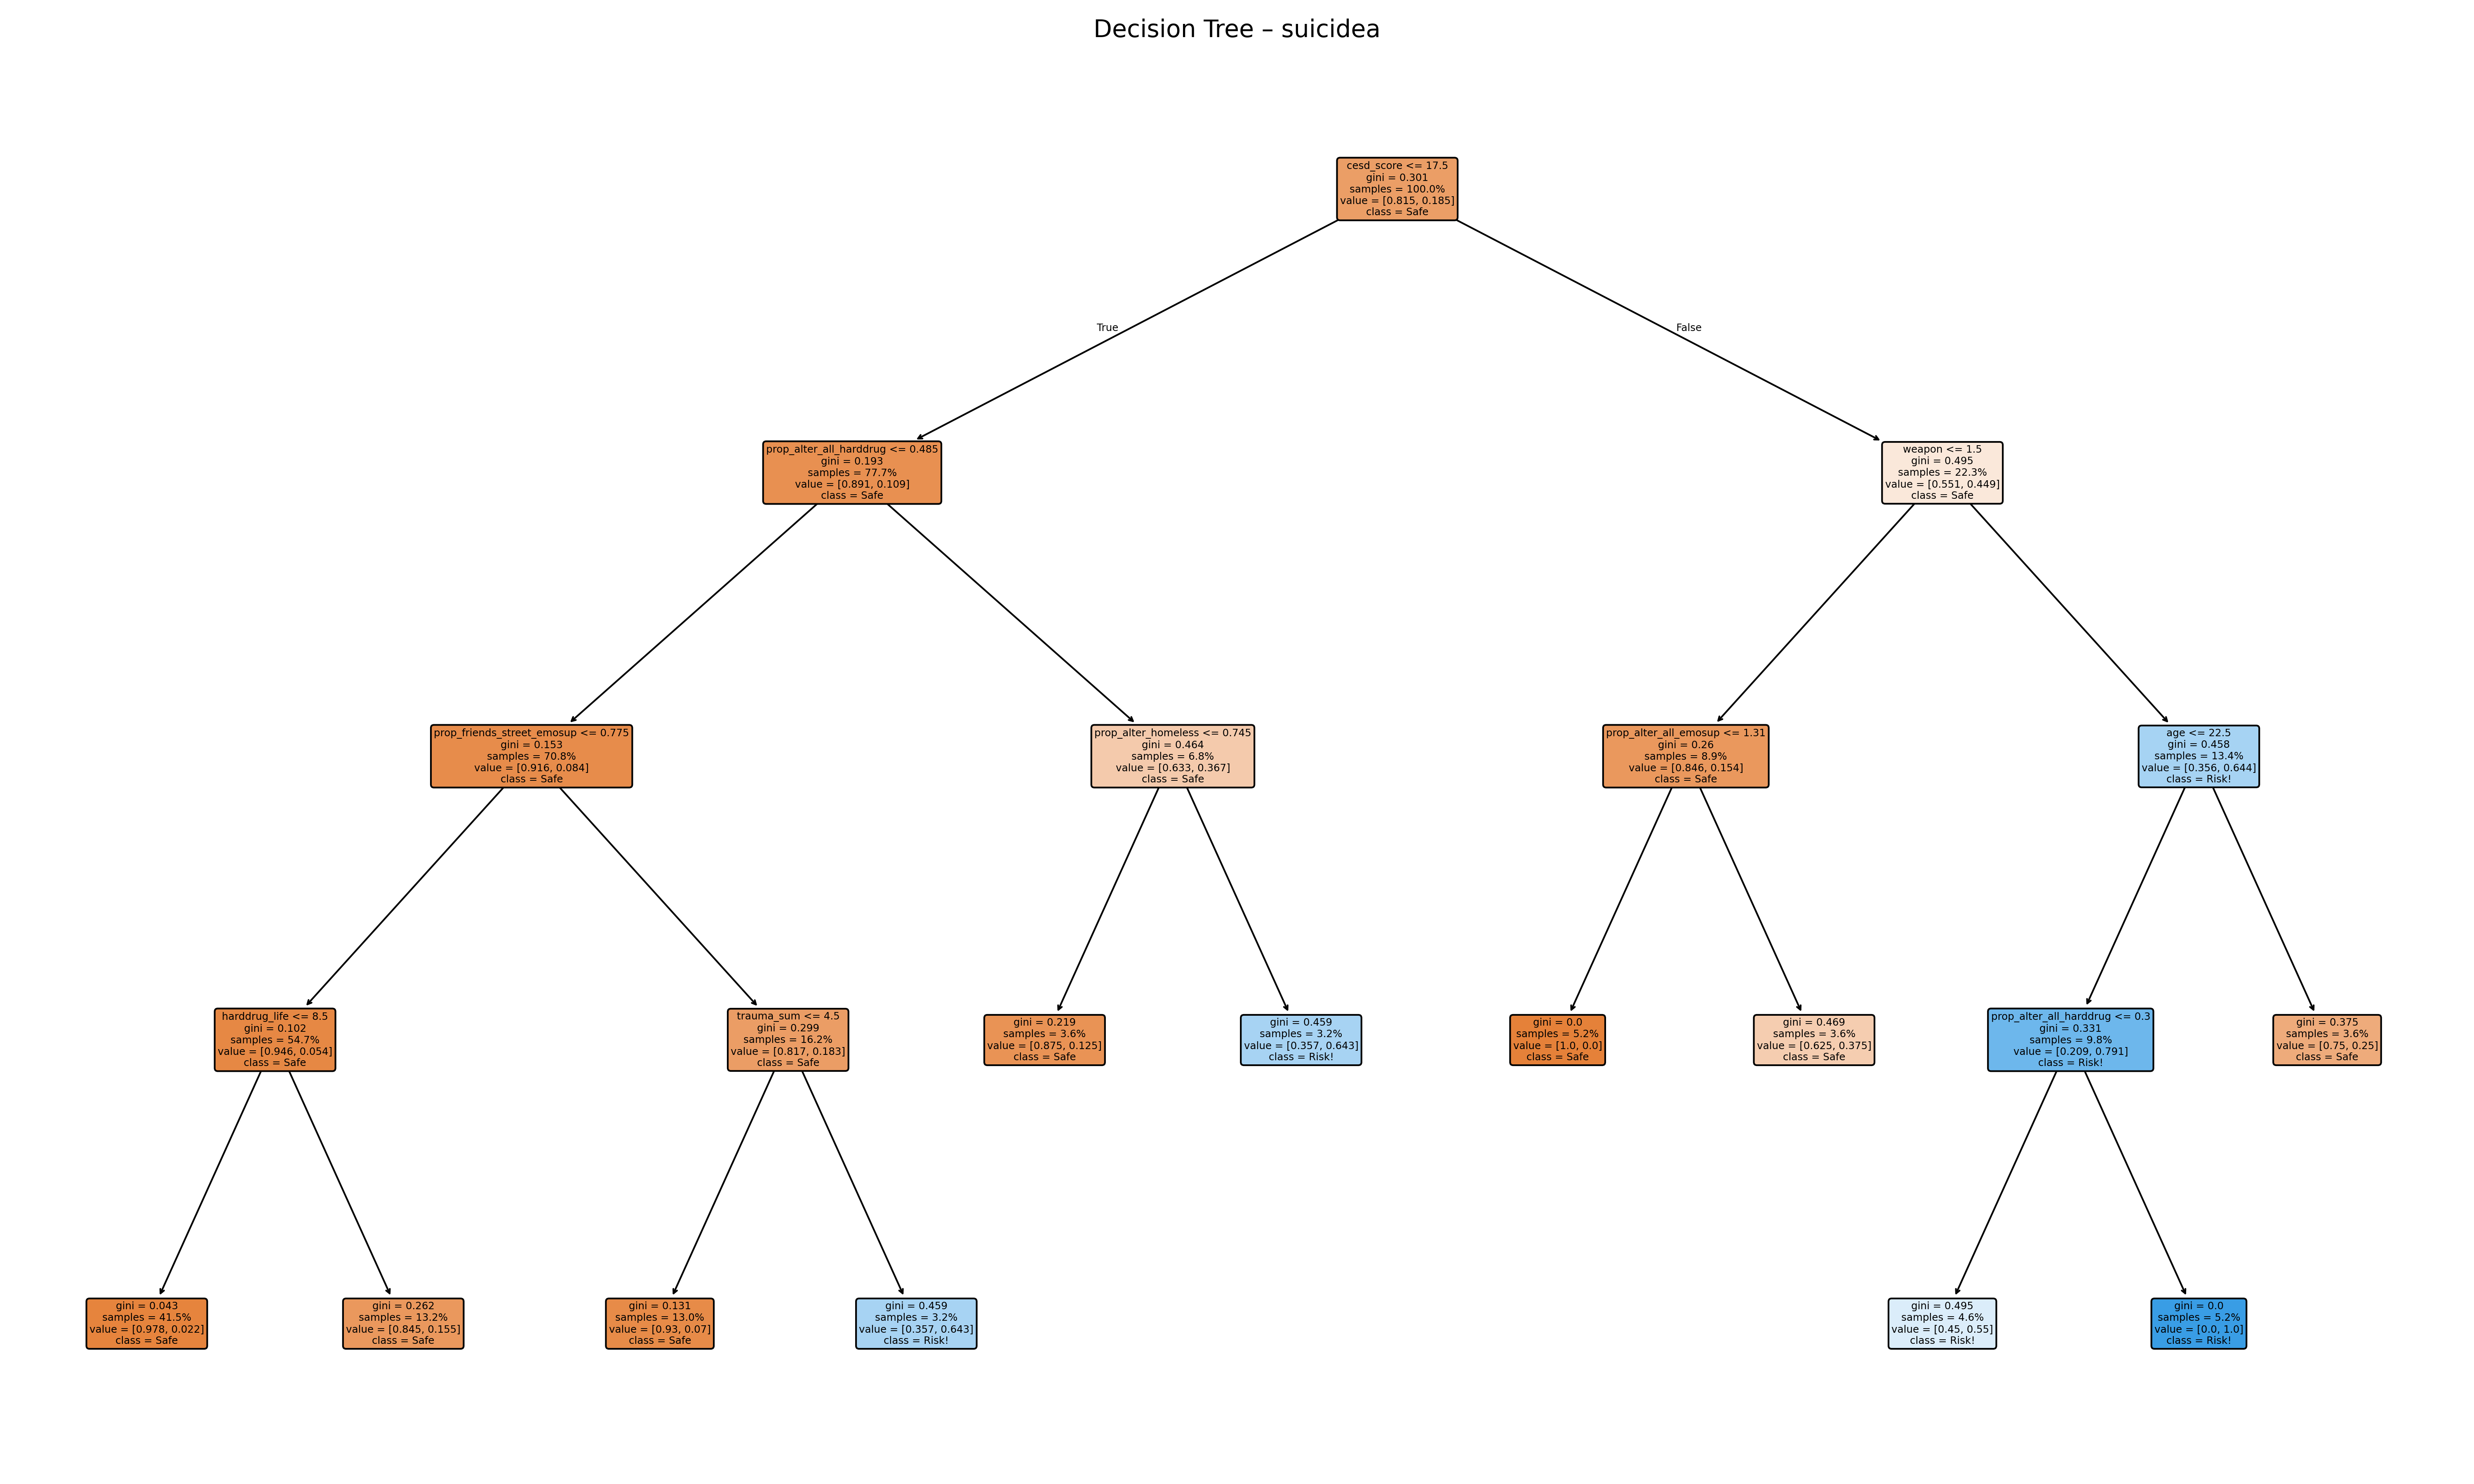 Decision Tree – suicidea
cesd_score <= 17.5
gini = 0.301
samples = 100.0%
value = [0.815, 0.185]
class = Safe
True
False
prop_alter_all_harddrug <= 0.485
gini = 0.193
samples = 77.7%
value = [0.891, 0.109]
class = Safe
weapon <= 1.5
gini = 0.495
samples = 22.3%
value = [0.551, 0.449]
class = Safe
prop_friends_street_emosup <= 0.775
gini = 0.153
samples = 70.8%
value = [0.916, 0.084]
class = Safe
prop_alter_homeless <= 0.745
gini = 0.464
samples = 6.8%
value = [0.633, 0.367]
class = Safe
prop_alter_all_emosup <= 1.31
gini = 0.26
samples = 8.9%
value = [0.846, 0.154]
class = Safe
age <= 22.5
gini = 0.458
samples = 13.4%
value = [0.356, 0.644]
class = Risk!
harddrug_life <= 8.5
gini = 0.102
samples = 54.7%
value = [0.946, 0.054]
class = Safe
trauma_sum <= 4.5
gini = 0.299
samples = 16.2%
value = [0.817, 0.183]
class = Safe
gini = 0.219
samples = 3.6%
value = [0.875, 0.125]
class = Safe
gini = 0.459
samples = 3.2%
value = [0.357, 0.643]
class = Risk!
gini = 0.0
samples = 5.2%
value = [1.0, 0.0]
class = Safe
gini = 0.469
samples = 3.6%
value = [0.625, 0.375]
class = Safe
prop_alter_all_harddrug <= 0.3
gini = 0.331
samples = 9.8%
value = [0.209, 0.791]
class = Risk!
gini = 0.375
samples = 3.6%
value = [0.75, 0.25]
class = Safe
gini = 0.043
samples = 41.5%
value = [0.978, 0.022]
class = Safe
gini = 0.262
samples = 13.2%
value = [0.845, 0.155]
class = Safe
gini = 0.131
samples = 13.0%
value = [0.93, 0.07]
class = Safe
gini = 0.459
samples = 3.2%
value = [0.357, 0.643]
class = Risk!
gini = 0.495
samples = 4.6%
value = [0.45, 0.55]
class = Risk!
gini = 0.0
samples = 5.2%
value = [0.0, 1.0]
class = Risk!